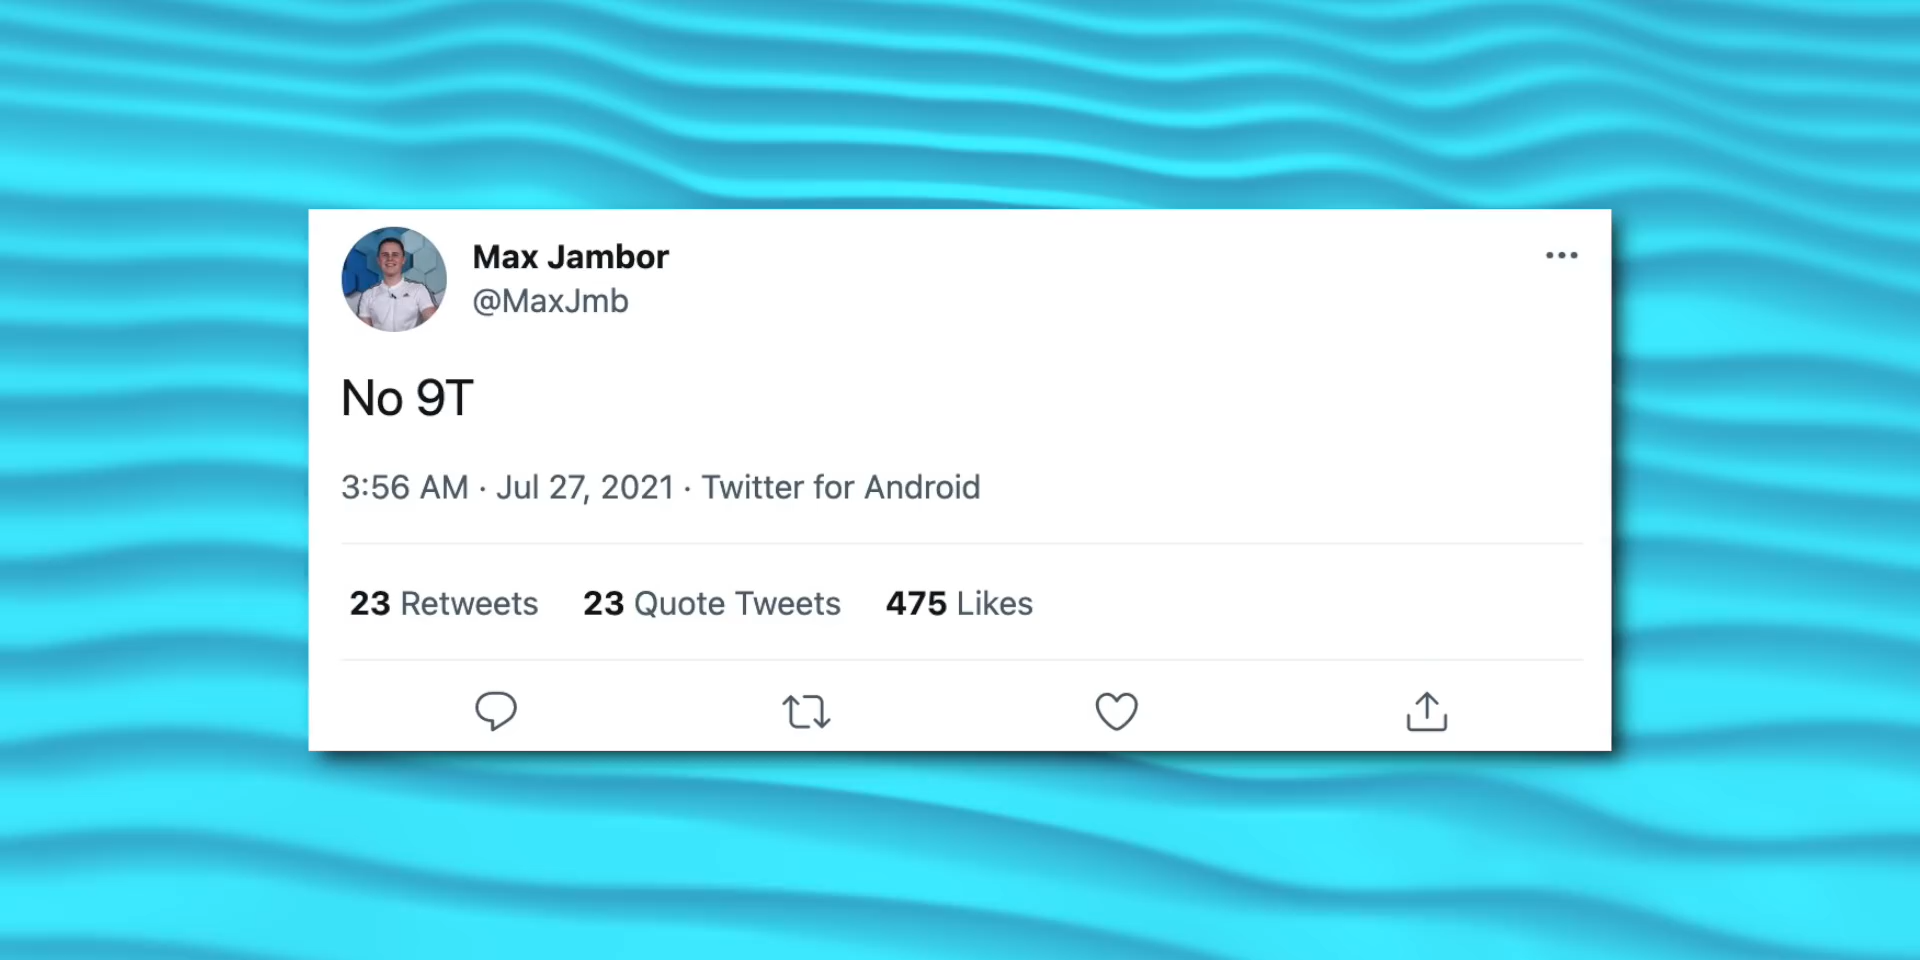 Max Jambor
@MaxJmb
No 9T
3:56 AM · Jul 27, 2021 · Twitter for Android
23 Retweets 23 Quote Tweets 475 Likes